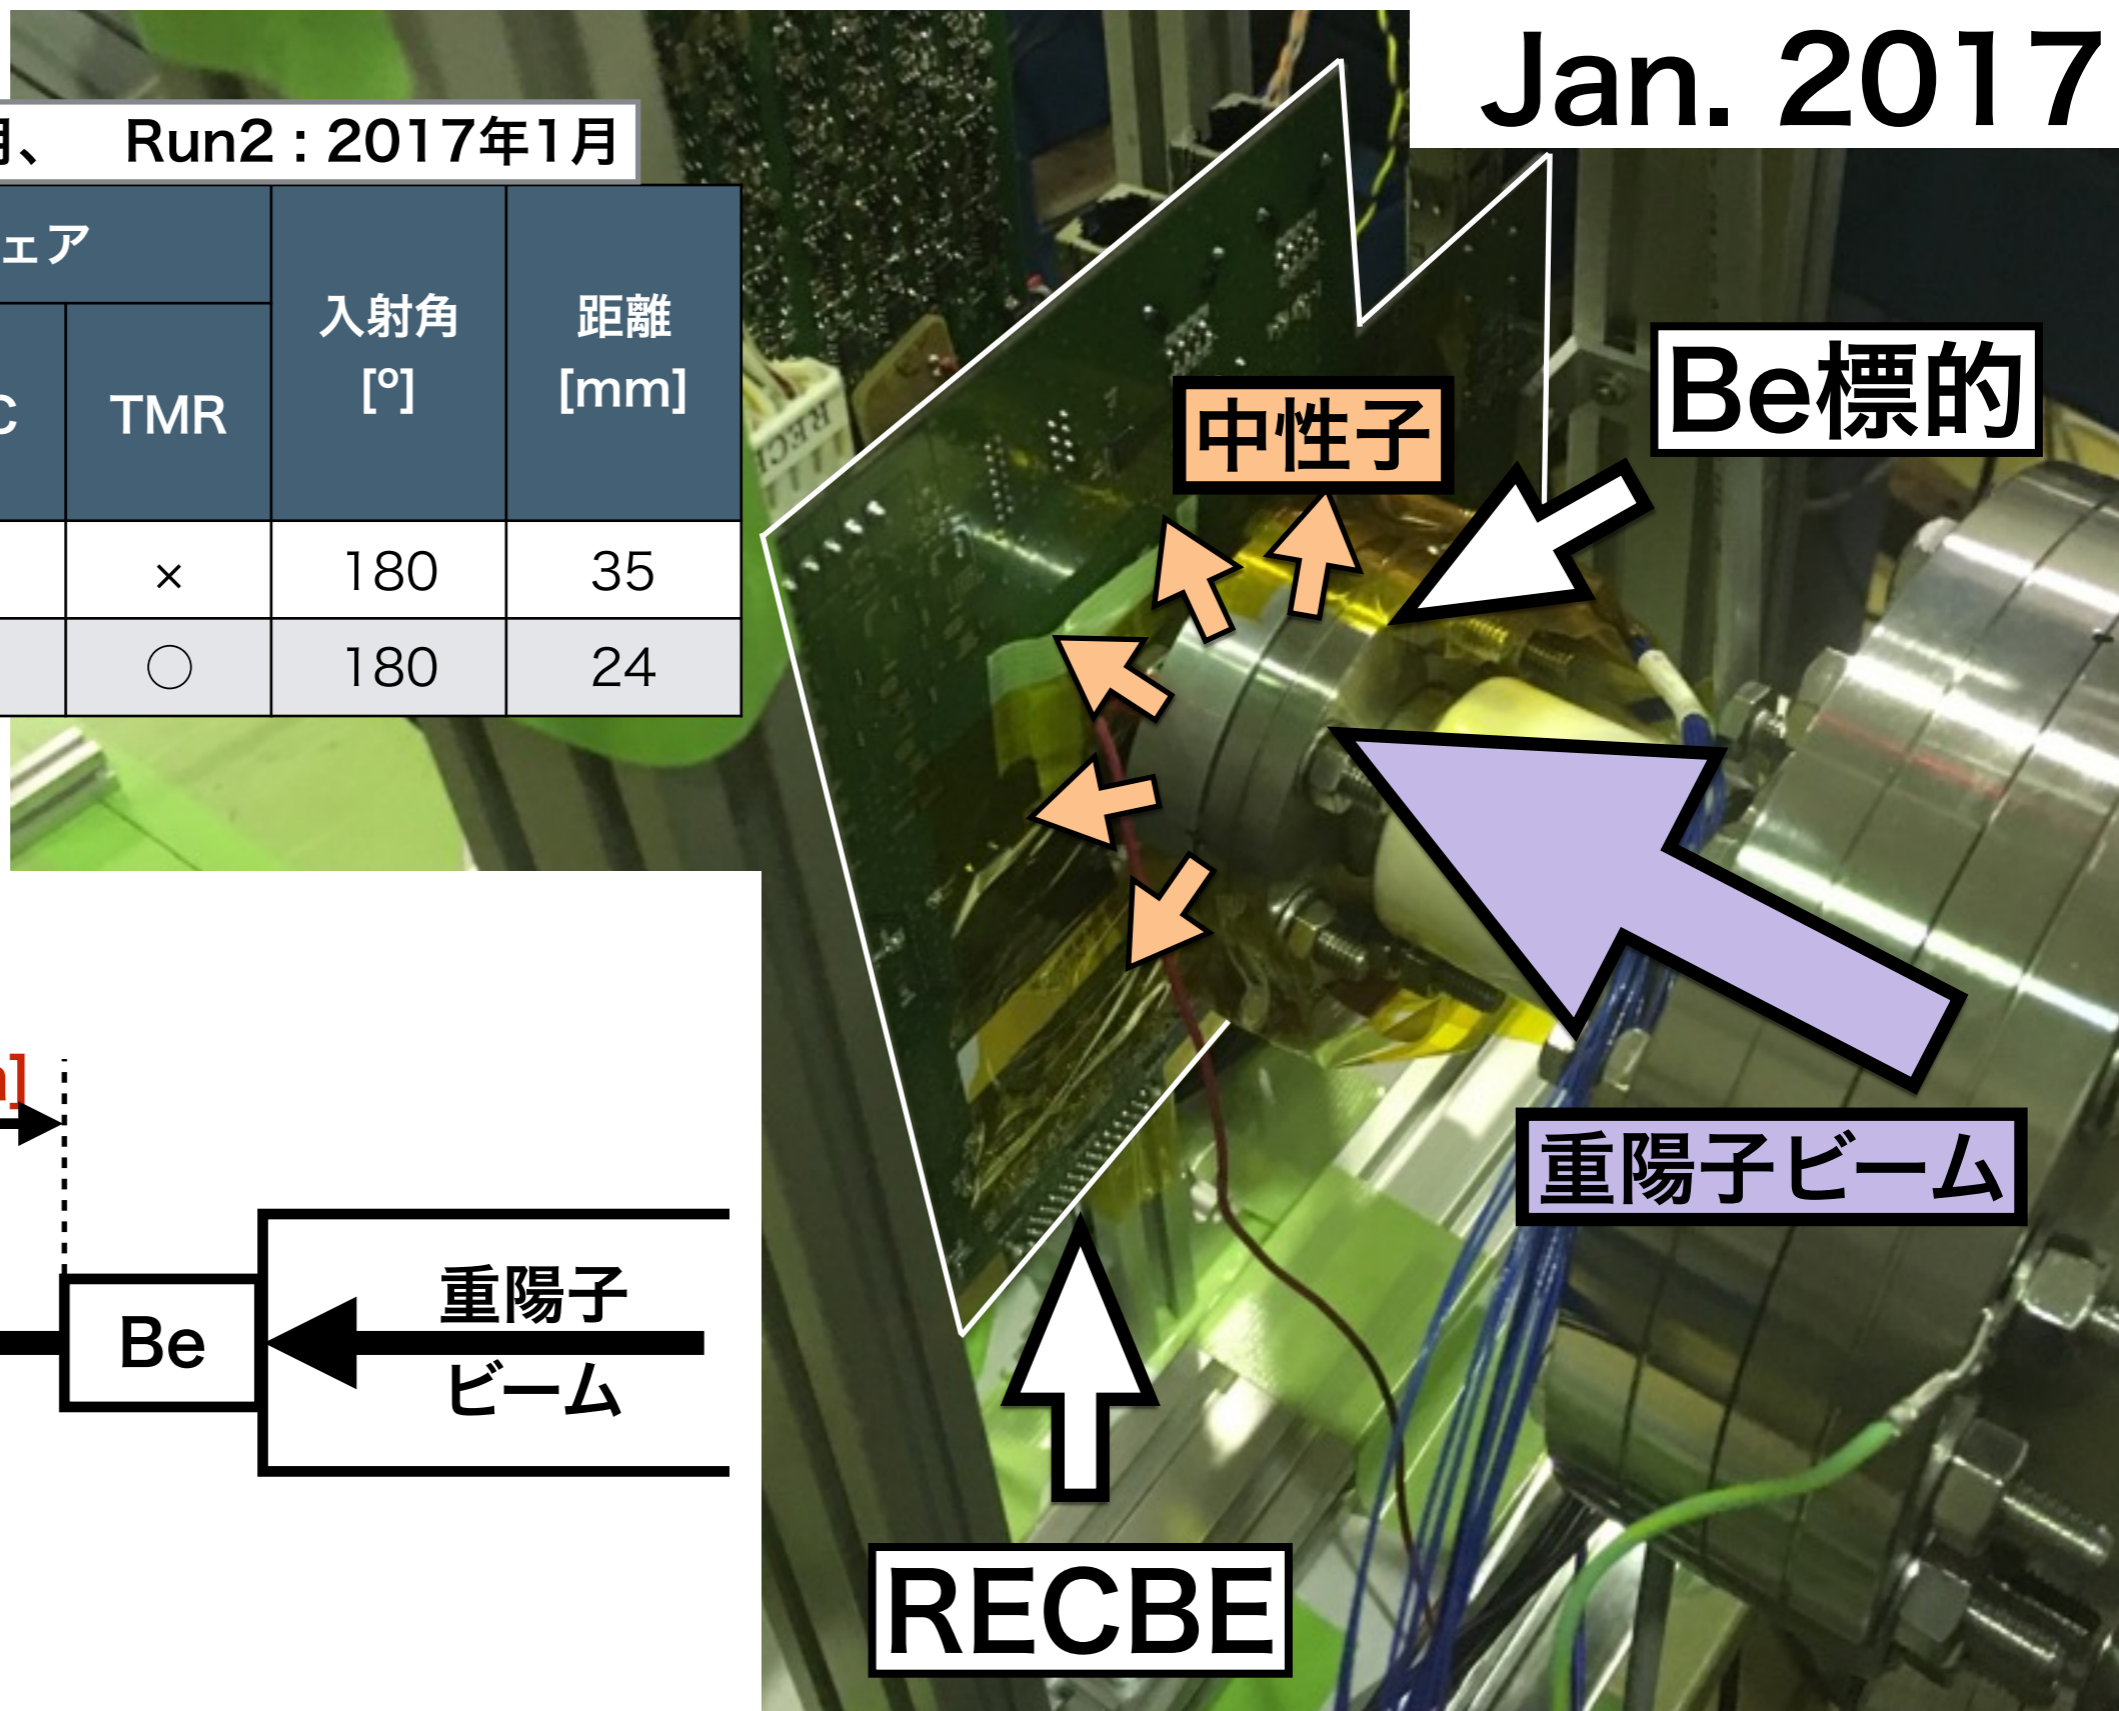 Jan. 2017
月、 Run2 : 2017年1月
ェア
入射角
[°]
距離
[mm]
C
TMR
× 180 35
○ 180 24
Be標的
中性子
重陽子ビーム
RECBE
]
Be
重陽子
ビーム